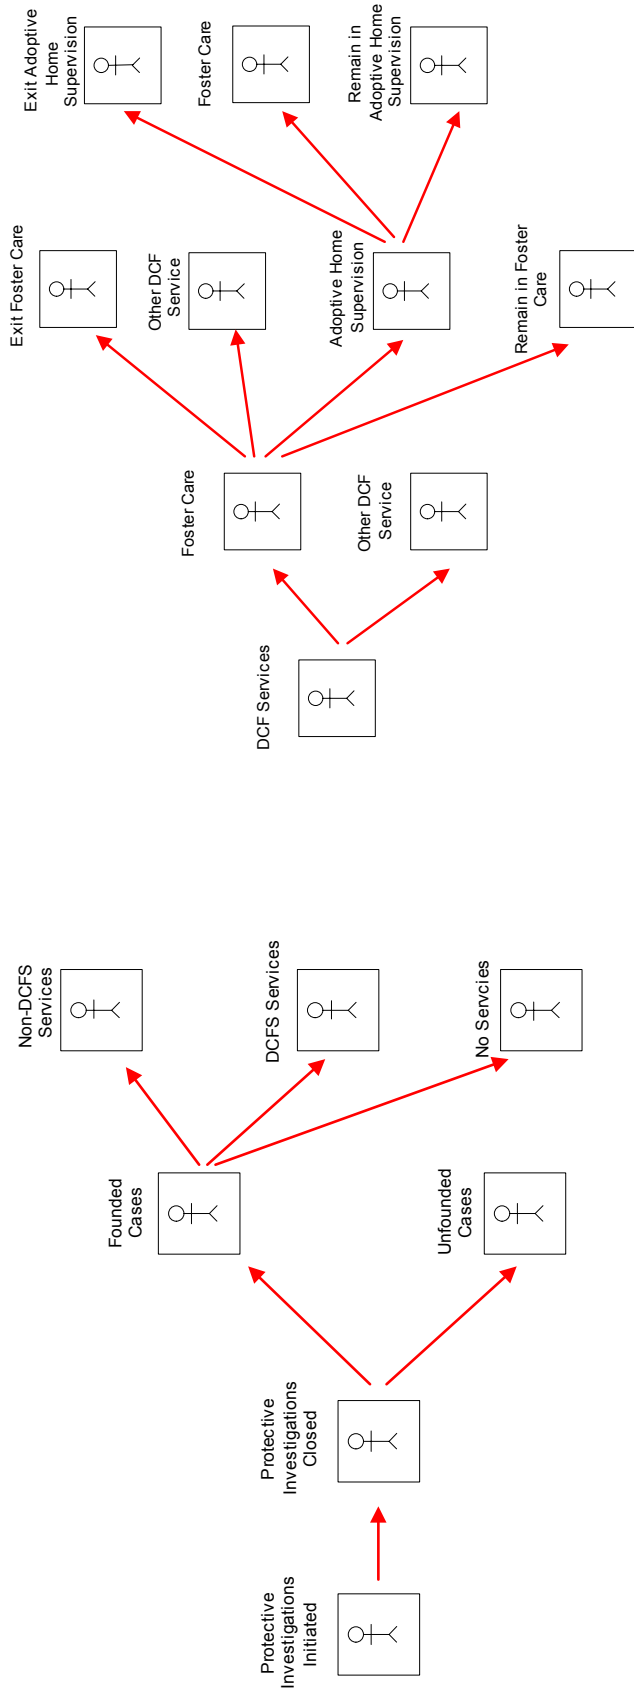 Protective
Investigations
Initiated
Protective
Investigations
Closed
Founded
Cases
Unfounded
Cases
Non-DCFS
Services
DCFS Services
No Servcies
DCF Services
Foster Care
Other DCF
Service
Exit Foster Care
Other DCF
Service
Adoptive Home
Supervision
Remain in Foster
Care
Exit Adoptive
Home
Supervision
Foster Care
Remain in
Adoptive Home
Supervision